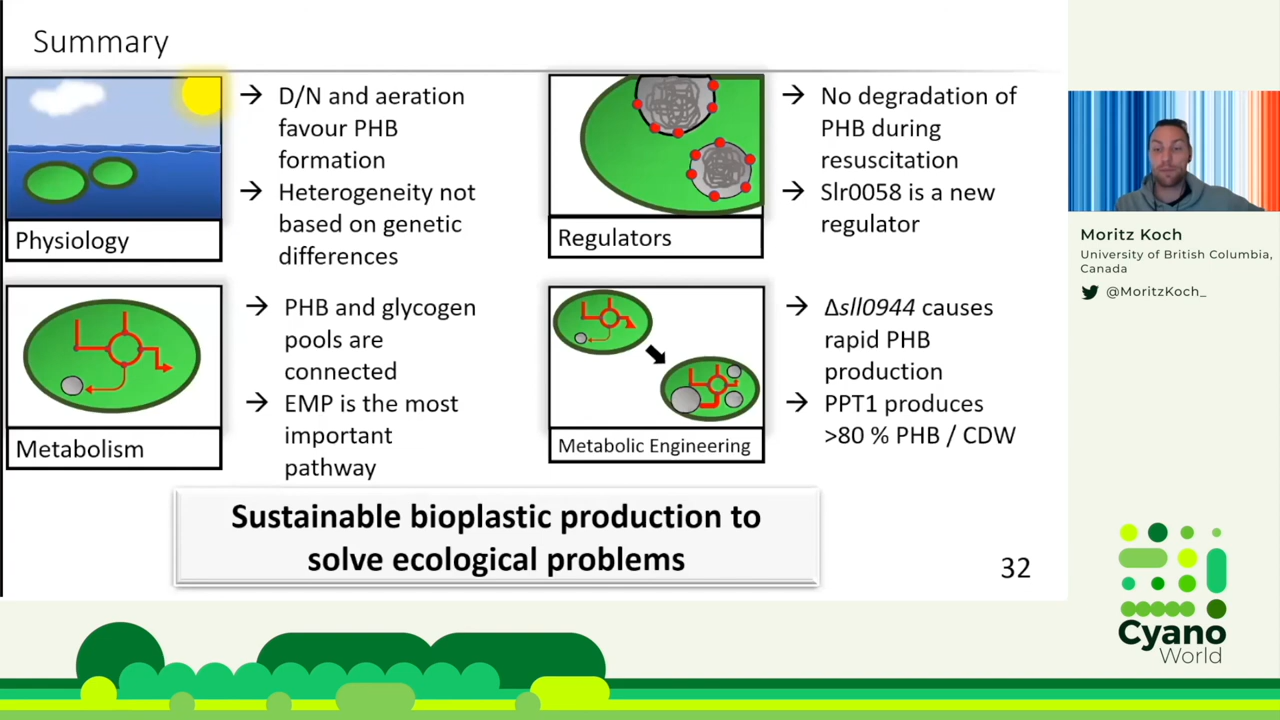 Summary
→ D/N and aeration
favour PHB
formation
→ Heterogeneity not
based on genetic
differences
Physiology
→ No degradation of
PHB during
resuscitation
→ Slr0058 is a new
regulator
Regulators
→ PHB and glycogen
pools are
connected
→ EMP is the most
important
pathway
Metabolism
→ Δsll0944 causes
rapid PHB
production
→ PPT1 produces
>80 % PHB / CDW
Metabolic Engineering
Sustainable bioplastic production to
solve ecological problems
32
Moritz Koch
University of British Columbia,
Canada
@MoritzKoch_
Cyano
World